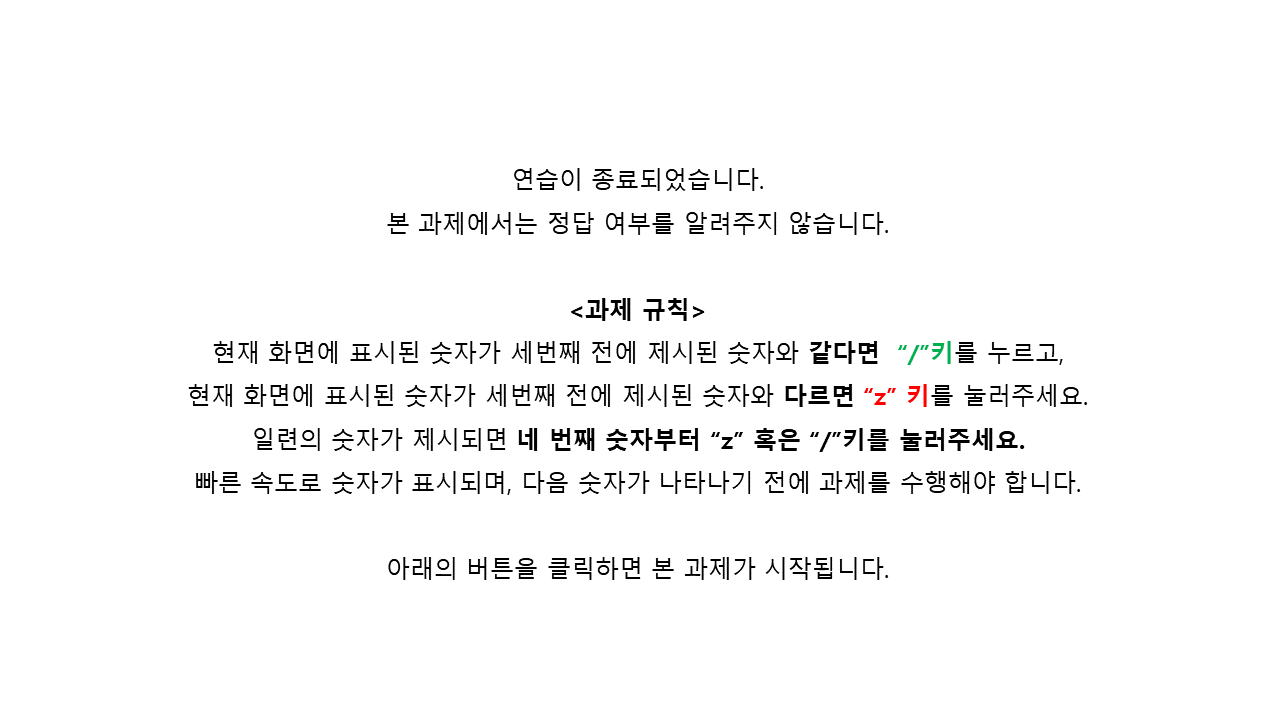 연습이 종료되었습니다.
본 과제에서는 정답 여부를 알려주지 않습니다.
<과제 규칙>
현재 화면에 표시된 숫자가 세번째 전에 제시된 숫자와 같다면 “/”키를 누르고,
현재 화면에 표시된 숫자가 세번째 전에 제시된 숫자와 다르면 “z” 키를 눌러주세요.
일련의 숫자가 제시되면 네 번째 숫자부터 “z” 혹은 “/”키를 눌러주세요.
빠른 속도로 숫자가 표시되며, 다음 숫자가 나타나기 전에 과제를 수행해야 합니다.
아래의 버튼을 클릭하면 본 과제가 시작됩니다.